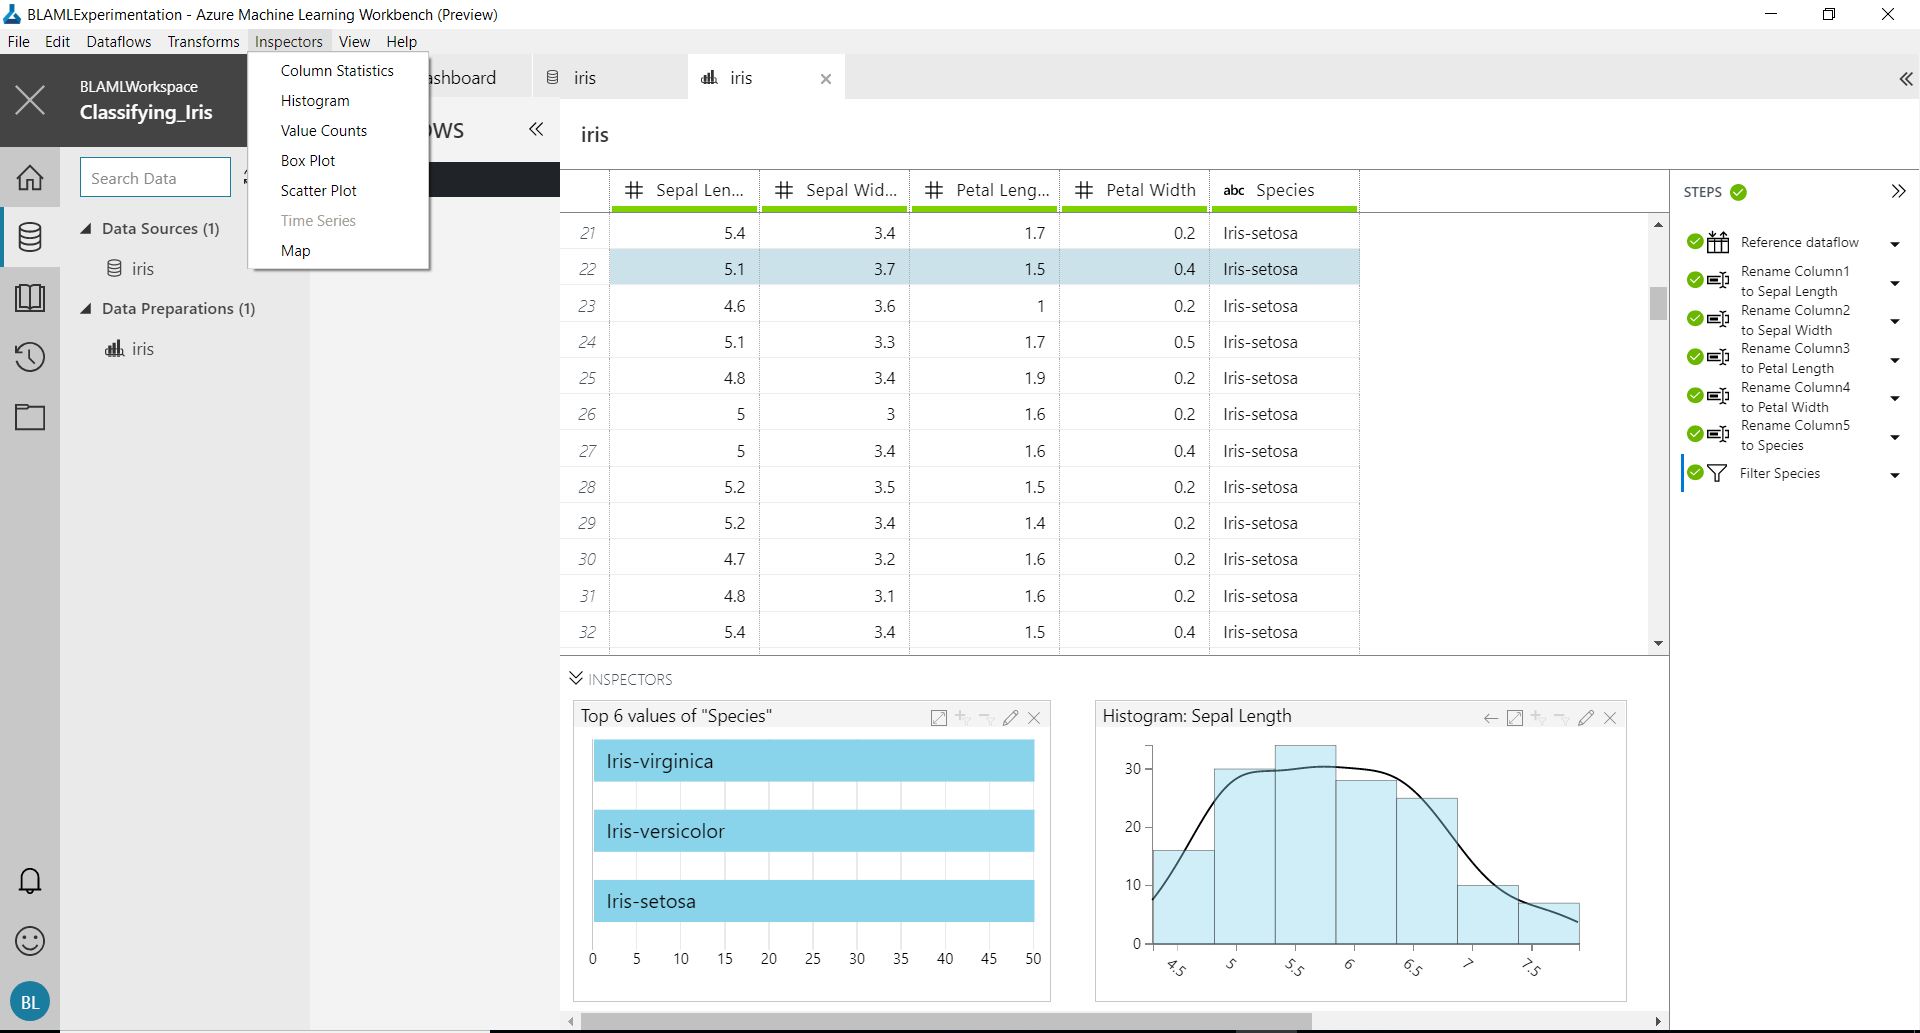 BLAMLExperimentation - Azure Machine Learning Workbench (Preview)
File Edit Dataflows Transforms Inspectors View Help
Column Statistics
Histogram
Value Counts
Box Plot
Scatter Plot
Time Series
Map
BLAMLWorkspace
Classifying_Iris
ashboard
iris
iris
OWS
Search Data
Data Sources (1)
iris
Data Preparations (1)
iris
BL
iris
Sepal Len... Sepal Wid... Petal Leng... Petal Width abc Species
21 5.4 3.4 1.7 0.2 Iris-setosa
22 5.1 3.7 1.5 0.4 Iris-setosa
23 4.6 3.6 1 0.2 Iris-setosa
24 5.1 3.3 1.7 0.5 Iris-setosa
25 4.8 3.4 1.9 0.2 Iris-setosa
26 5 3 1.6 0.2 Iris-setosa
27 5 3.4 1.6 0.4 Iris-setosa
28 5.2 3.5 1.5 0.2 Iris-setosa
29 5.2 3.4 1.4 0.2 Iris-setosa
30 4.7 3.2 1.6 0.2 Iris-setosa
31 4.8 3.1 1.6 0.2 Iris-setosa
32 5.4 3.4 1.5 0.4 Iris-setosa
STEPS
Reference dataflow
Rename Column1
to Sepal Length
Rename Column2
to Sepal Width
Rename Column3
to Petal Length
Rename Column4
to Petal Width
Rename Column5
to Species
Filter Species
INSPECTORS
Top 6 values of "Species"
Iris-virginica
Iris-versicolor
Iris-setosa
0 5 10 15 20 25 30 35 40 45 50
Histogram: Sepal Length
30
20
10
0
4.5 5 5.5 6 6.5 7 7.5